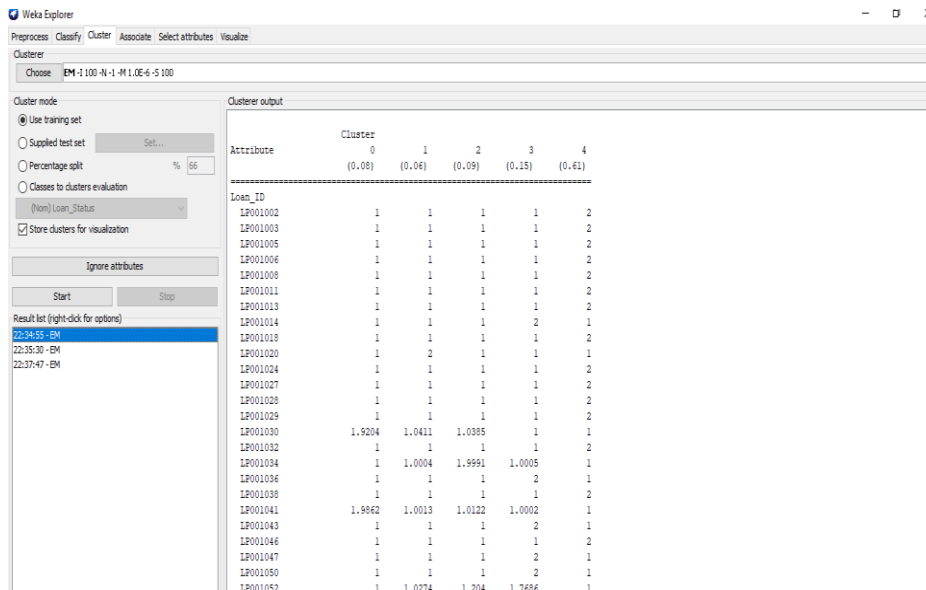 Weka Explorer
Preprocess Classify Cluster Associate Select attributes Visualize
Clusterer
Choose EM -I 100 -N -1 -M 1.0E-6 -S 100
Cluster mode
Use training set
Supplied test set Set...
Percentage split % 66
Classes to clusters evaluation
(Nom) Loan_Status
Store clusters for visualization
Ignore attributes
Start Stop
Result list (right-click for options)
22:34:55 - EM
22:35:30 - EM
22:37:47 - EM
Clusterer output
Cluster
Attribute 0 1 2 3 4
(0.08) (0.06) (0.09) (0.15) (0.61)
==========================================================================
Loan_ID
LP001002 1 1 1 1 2
LP001003 1 1 1 1 2
LP001005 1 1 1 1 2
LP001006 1 1 1 1 2
LP001008 1 1 1 1 2
LP001011 1 1 1 1 2
LP001013 1 1 1 1 2
LP001014 1 1 1 2 1
LP001018 1 1 1 1 2
LP001020 1 2 1 1 1
LP001024 1 1 1 1 2
LP001027 1 1 1 1 2
LP001028 1 1 1 1 2
LP001029 1 1 1 1 2
LP001030 1.9204 1.0411 1.0385 1 1
LP001032 1 1 1 1 2
LP001034 1 1.0004 1.9991 1.0005 1
LP001036 1 1 1 2 1
LP001038 1 1 1 1 2
LP001041 1.9862 1.0013 1.0122 1.0002 1
LP001043 1 1 1 2 1
LP001046 1 1 1 1 2
LP001047 1 1 1 2 1
LP001050 1 1 1 2 1
LP001052 1 1.0274 1.204 1.7686 1